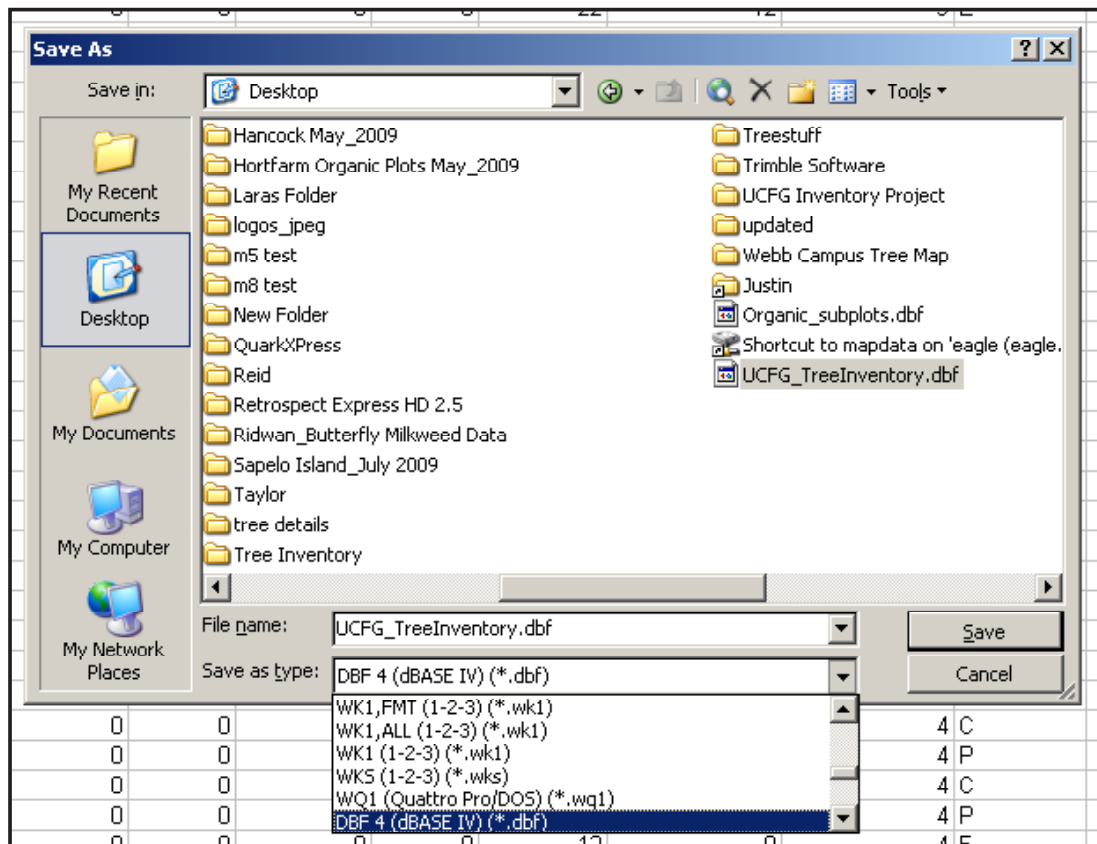 Save As
Save in:
Desktop
Tools
My Recent
Documents
Desktop
My Documents
My Computer
My Network
Places
Hancock May_2009
Hortfarm Organic Plots May_2009
Laras Folder
logos_jpeg
m5 test
m8 test
New Folder
QuarkXPress
Reid
Retrospect Express HD 2.5
Ridwan_Butterfly Milkweed Data
Sapelo Island_July 2009
Taylor
tree details
Tree Inventory
Treestuff
Trimble Software
UCFG Inventory Project
updated
Webb Campus Tree Map
Justin
Organic_subplots.dbf
Shortcut to mapdata on 'eagle (eagle.
UCFG_TreeInventory.dbf
File name:
UCFG_TreeInventory.dbf
Save
Save as type:
DBF 4 (dBASE IV) (*.dbf)
Cancel
WK1,FMT (1-2-3) (*.wk1)
WK1,ALL (1-2-3) (*.wk1)
WK1 (1-2-3) (*.wk1)
WKS (1-2-3) (*.wks)
WQ1 (Quattro Pro/DOS) (*.wq1)
DBF 4 (dBASE IV) (*.dbf)
0 0 4 C
0 0 4 P
0 0 4 C
0 0 4 P